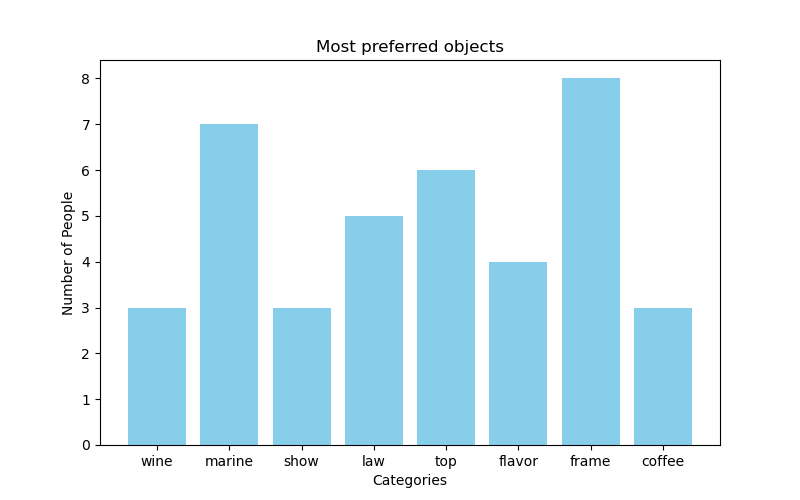 Most preferred objects
Number of People
8
7
6
5
4
3
2
1
0
wine marine show law top flavor frame coffee
Categories